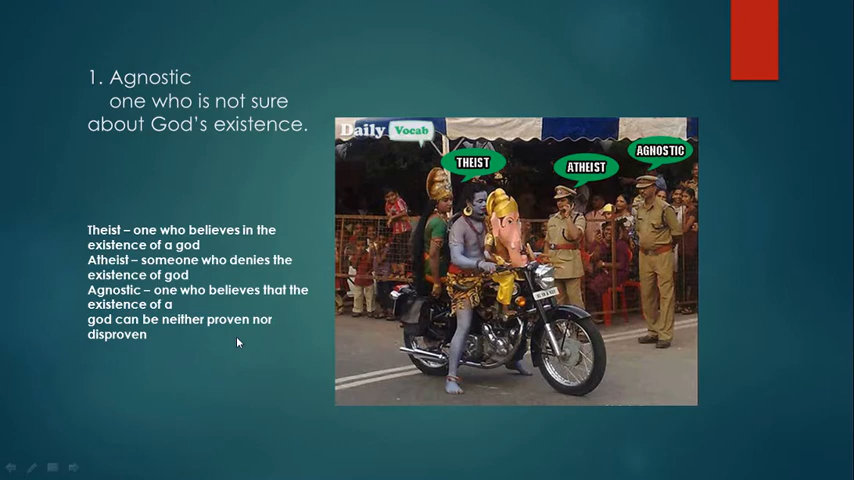 1. Agnostic
one who is not sure
about God's existence.
Daily Vocab
THEIST
ATHEIST
AGNOSTIC
Theist – one who believes in the
existence of a god
Atheist – someone who denies the
existence of god
Agnostic – one who believes that the
existence of a
god can be neither proven nor
disproven